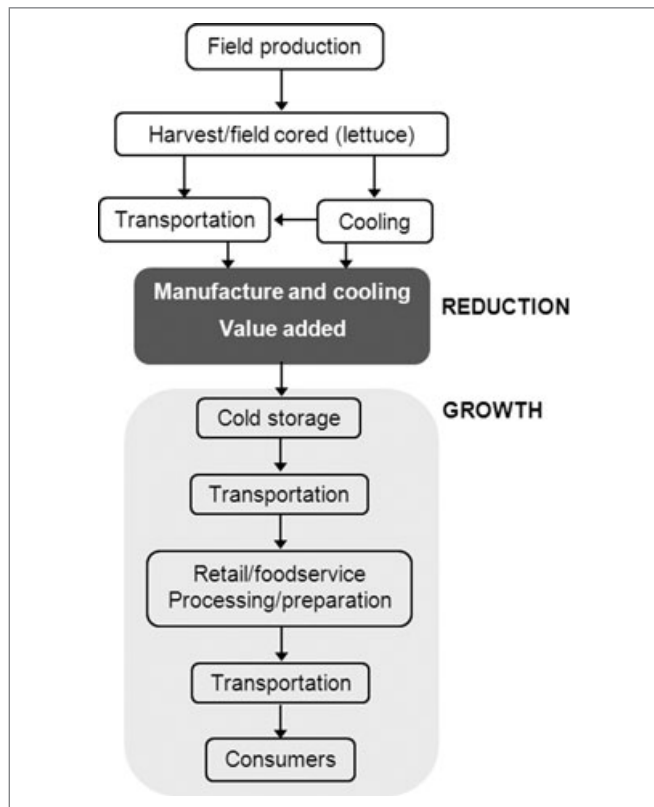 Field production
Harvest/field cored (lettuce)
Transportation
Cooling
Manufacture and cooling
Value added
REDUCTION
GROWTH
Cold storage
Transportation
Retail/foodservice
Processing/preparation
Transportation
Consumers